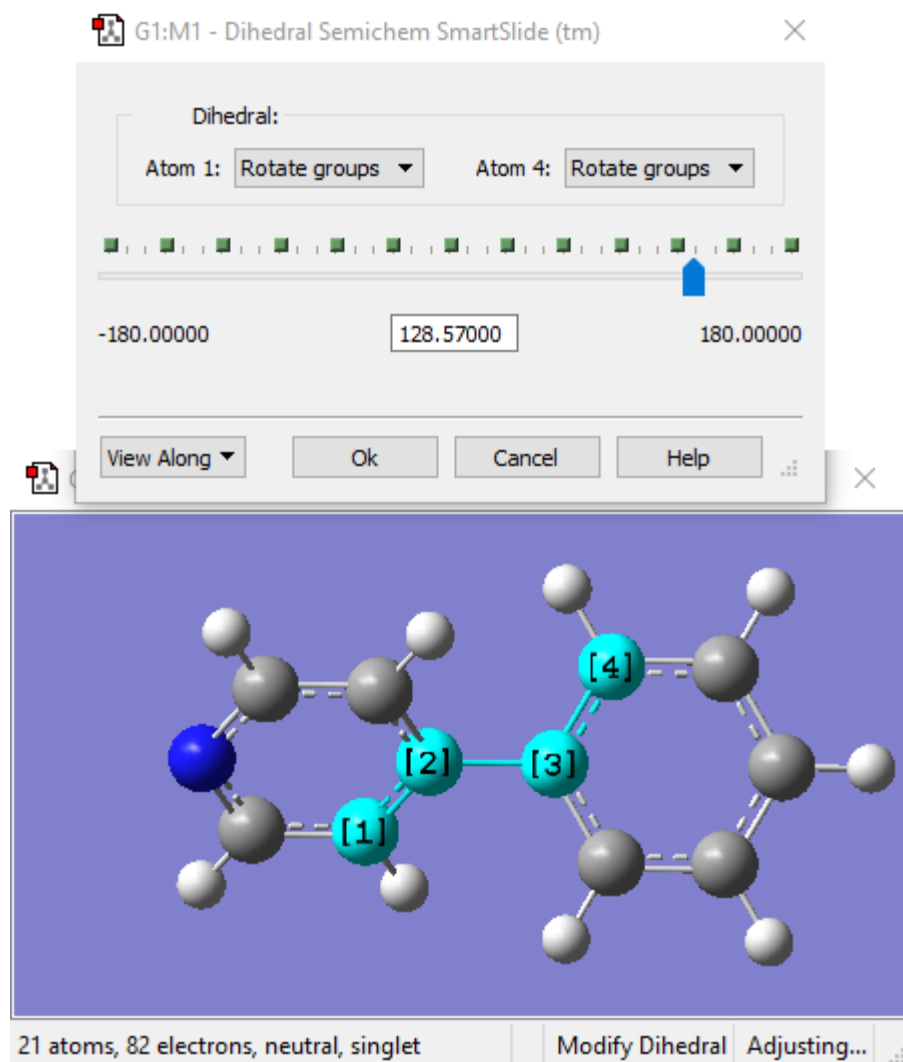 G1:M1 - Dihedral Semichem SmartSlide (tm)
Dihedral:
Atom 1: Rotate groups Atom 4: Rotate groups
-180.00000 128.57000 180.00000
View Along Ok Cancel Help
[4]
[2] [3]
[1]
21 atoms, 82 electrons, neutral, singlet Modify Dihedral Adjusting...